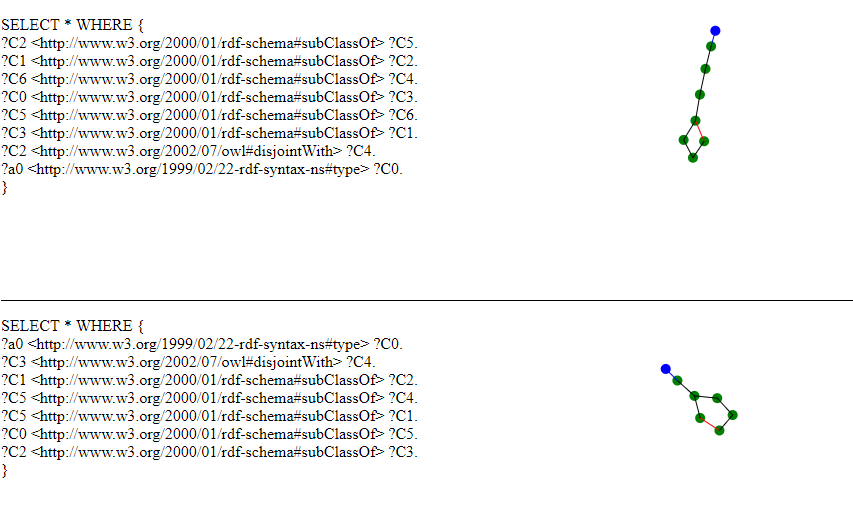 SELECT * WHERE {
?C2 <http://www.w3.org/2000/01/rdf-schema#subClassOf> ?C5.
?C1 <http://www.w3.org/2000/01/rdf-schema#subClassOf> ?C2.
?C6 <http://www.w3.org/2000/01/rdf-schema#subClassOf> ?C4.
?C0 <http://www.w3.org/2000/01/rdf-schema#subClassOf> ?C3.
?C5 <http://www.w3.org/2000/01/rdf-schema#subClassOf> ?C6.
?C3 <http://www.w3.org/2000/01/rdf-schema#subClassOf> ?C1.
?C2 <http://www.w3.org/2002/07/owl#disjointWith> ?C4.
?a0 <http://www.w3.org/1999/02/22-rdf-syntax-ns#type> ?C0.
}
SELECT * WHERE {
?a0 <http://www.w3.org/1999/02/22-rdf-syntax-ns#type> ?C0.
?C3 <http://www.w3.org/2002/07/owl#disjointWith> ?C4.
?C1 <http://www.w3.org/2000/01/rdf-schema#subClassOf> ?C2.
?C5 <http://www.w3.org/2000/01/rdf-schema#subClassOf> ?C4.
?C5 <http://www.w3.org/2000/01/rdf-schema#subClassOf> ?C1.
?C0 <http://www.w3.org/2000/01/rdf-schema#subClassOf> ?C5.
?C2 <http://www.w3.org/2000/01/rdf-schema#subClassOf> ?C3.
}